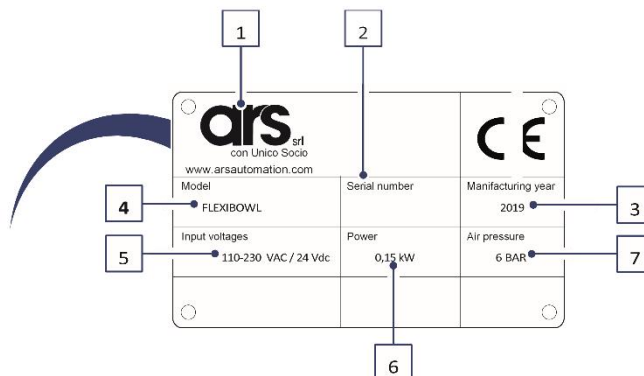 1
2
ars srl
con Unico Socio
www.arsautomation.com
CE
Model
Serial number
Manifacturing year
4
FLEXIBOWL
2019
3
Input voltages
Power
Air pressure
5
110-230 VAC / 24 Vdc
0,15 kW
6 BAR
7
6